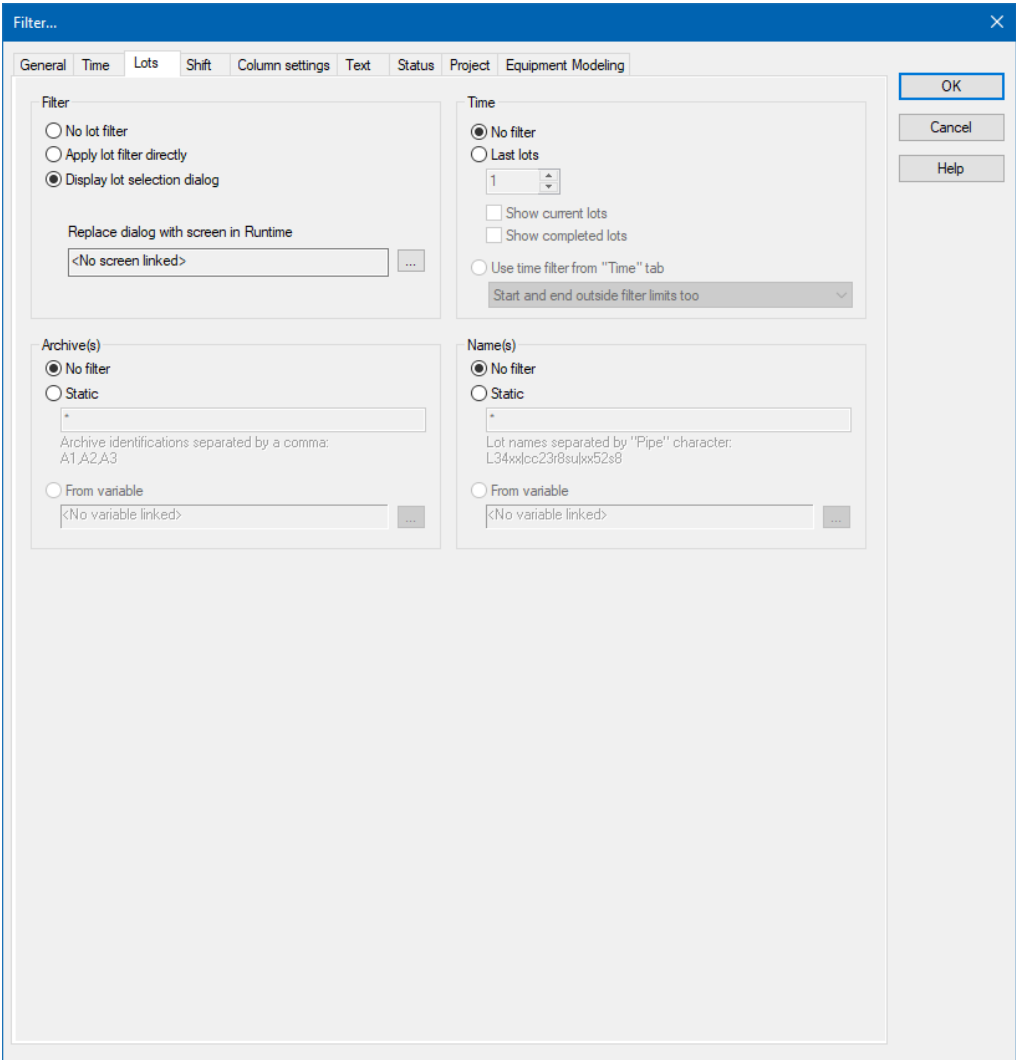 Filter...
General Time Lots Shift Column settings Text Status Project Equipment Modeling
OK
Cancel
Help
Filter
No lot filter
Apply lot filter directly
Display lot selection dialog
Replace dialog with screen in Runtime
<No screen linked> ...
Time
No filter
Last lots
1
Show current lots
Show completed lots
Use time filter from "Time" tab
Start and end outside filter limits too
Archive(s)
No filter
Static
*
Archive identifications separated by a comma:
A1,A2,A3
From variable
<No variable linked> ...
Name(s)
No filter
Static
*
Lot names separated by "Pipe" character:
L34xx|cc23r8su|xx52s8
From variable
<No variable linked> ...